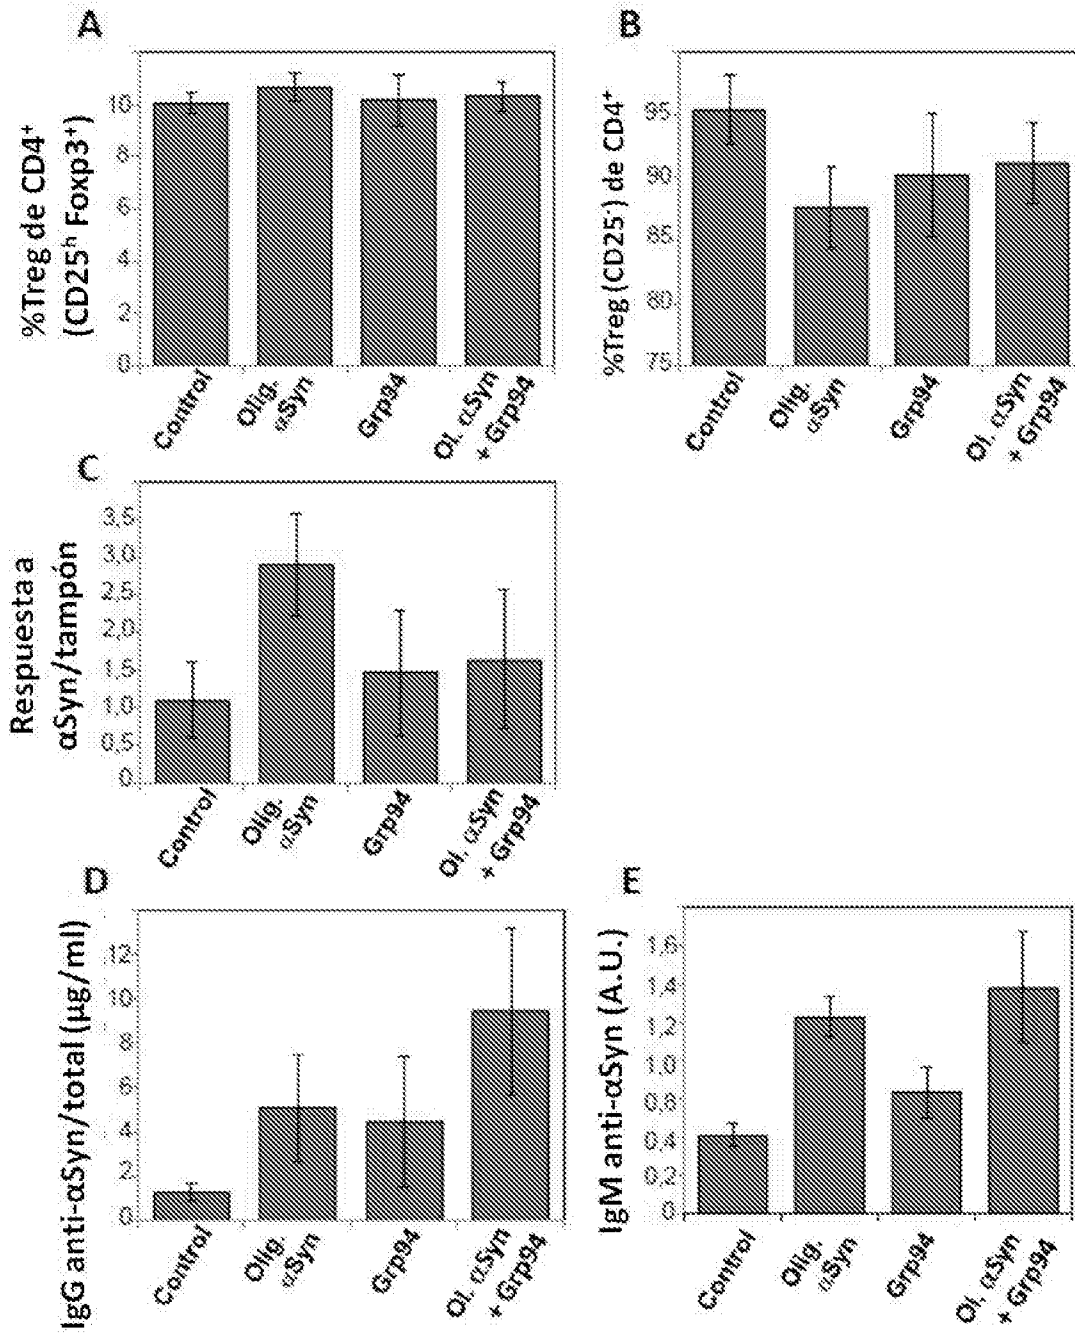 A
%Treg de CD4⁺
(CD25ʰ Foxp3⁺)
10
8
6
4
2
0
Control
Olig.
αSyn
Grp94
Ol. αSyn
+ Grp94
B
%Treg (CD25⁻) de CD4⁺
95
90
85
80
75
Control
Olig.
αSyn
Grp94
Ol. αSyn
+ Grp94
C
Respuesta a
αSyn/tampón
3,5
3,0
2,5
2,0
1,5
1,0
0,5
0
Control
Olig.
αSyn
Grp94
Ol. αSyn
+ Grp94
D
IgG anti-αSyn/total (µg/ml)
12
10
8
6
4
2
0
Control
Olig.
αSyn
Grp94
Ol. αSyn
+ Grp94
E
IgM anti-αSyn (A.U.)
1,6
1,4
1,2
1,0
0,8
0,4
0,2
0
Control
Olig.
αSyn
Grp94
Ol. αSyn
+ Grp94